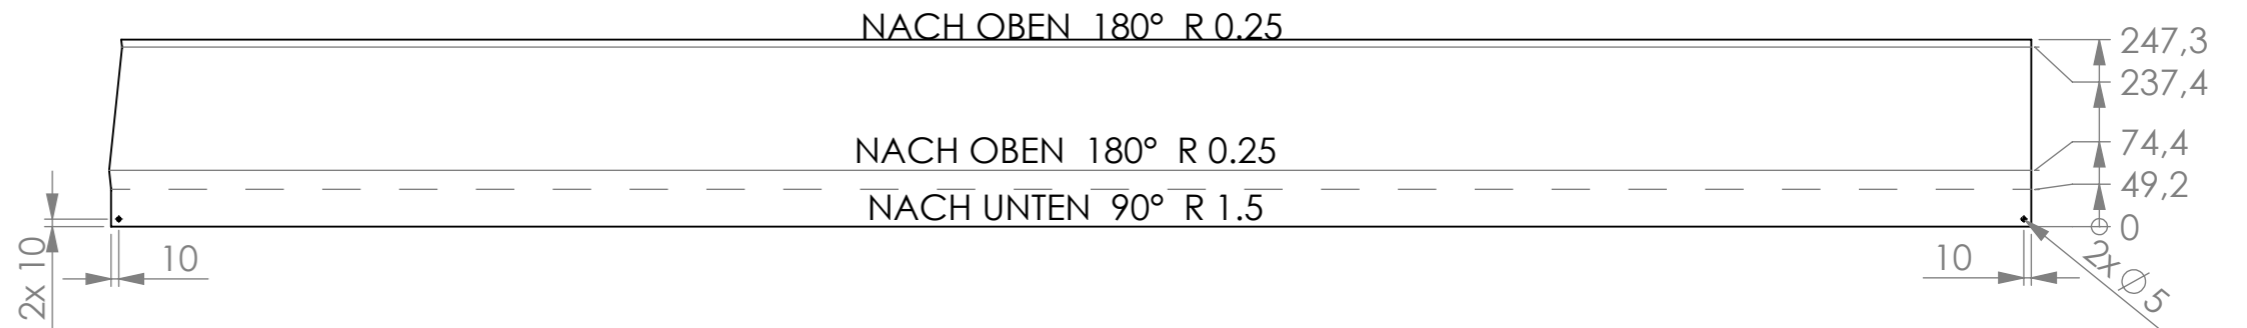 NACH OBEN 180° R 0.25
247,3
237,4
NACH OBEN 180° R 0.25
74,4
49,2
NACH UNTEN 90° R 1.5
0
2x 10
10
10
2x Ø 5